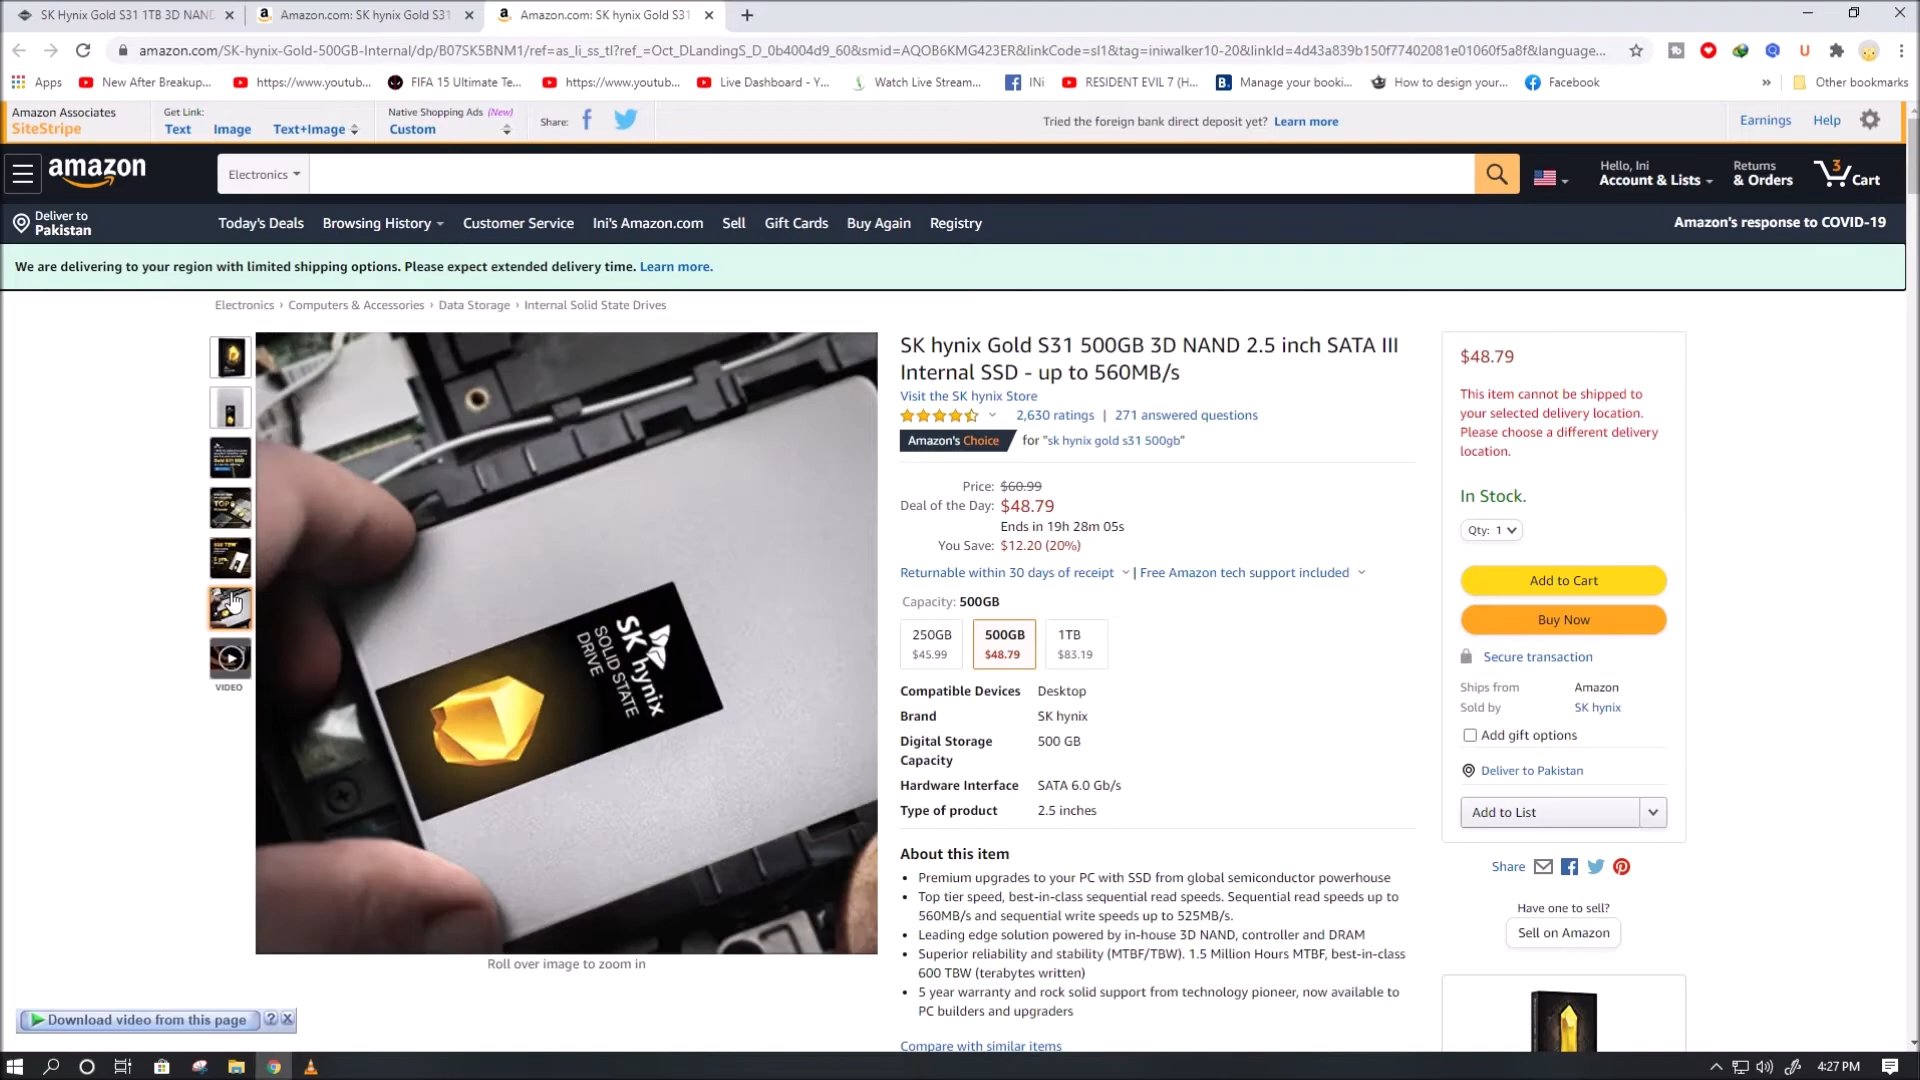 SK Hynix Gold S31 1TB 3D NAND
Amazon.com: SK hynix Gold S31
Amazon.com: SK hynix Gold S31
amazon.com/SK-hynix-Gold-500GB-Internal/dp/B07SK5BNM1/ref=as_li_ss_tl?ref_=Oct_DLandingS_D_0b4004d9_60&smid=AQOB6KMG423ER&linkCode=sl1&tag=iniwalker10-20&linkId=4d43a839b150f77402081e01060f5a8f&language...
Apps New After Breakup... https://www.youtub... FIFA 15 Ultimate Te... https://www.youtub... Live Dashboard - Y... Watch Live Stream... INi RESIDENT EVIL 7 (H... Manage your booki... How to design your... Facebook » Other bookmarks
Amazon Associates
SiteStripe
Get Link:
Text Image Text+Image
Native Shopping Ads (New)
Custom
Share:
Tried the foreign bank direct deposit yet? Learn more
Earnings Help
amazon
Electronics
Hello, Ini
Account & Lists
Returns
& Orders
3
Cart
Deliver to
Pakistan
Today's Deals Browsing History Customer Service Ini's Amazon.com Sell Gift Cards Buy Again Registry
Amazon's response to COVID-19
We are delivering to your region with limited shipping options. Please expect extended delivery time. Learn more.
Electronics › Computers & Accessories › Data Storage › Internal Solid State Drives
VIDEO
SK hynix
SOLID STATE
DRIVE
Roll over image to zoom in
SK hynix Gold S31 500GB 3D NAND 2.5 inch SATA III
Internal SSD - up to 560MB/s
Visit the SK hynix Store
2,630 ratings | 271 answered questions
Amazon's Choice for "sk hynix gold s31 500gb"
Price: $60.99
Deal of the Day: $48.79
Ends in 19h 28m 05s
You Save: $12.20 (20%)
Returnable within 30 days of receipt | Free Amazon tech support included
Capacity: 500GB
250GB 500GB 1TB
$45.99 $48.79 $83.19
Compatible Devices Desktop
Brand SK hynix
Digital Storage 500 GB
Capacity
Hardware Interface SATA 6.0 Gb/s
Type of product 2.5 inches
About this item
• Premium upgrades to your PC with SSD from global semiconductor powerhouse
• Top tier speed, best-in-class sequential read speeds. Sequential read speeds up to
560MB/s and sequential write speeds up to 525MB/s.
• Leading edge solution powered by in-house 3D NAND, controller and DRAM
• Superior reliability and stability (MTBF/TBW). 1.5 Million Hours MTBF, best-in-class
600 TBW (terabytes written)
• 5 year warranty and rock solid support from technology pioneer, now available to
PC builders and upgraders
Compare with similar items
$48.79
This item cannot be shipped to
your selected delivery location.
Please choose a different delivery
location.
In Stock.
Qty: 1
Add to Cart
Buy Now
Secure transaction
Ships from Amazon
Sold by SK hynix
Add gift options
Deliver to Pakistan
Add to List
Share
Have one to sell?
Sell on Amazon
Download video from this page ? X
4:27 PM